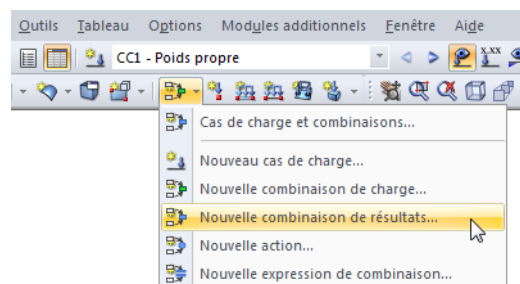 Outils Tableau Options Modules additionnels Fenêtre Aide
CC1 - Poids propre
x.xx
Cas de charge et combinaisons...
Nouveau cas de charge...
Nouvelle combinaison de charge...
Nouvelle combinaison de résultats...
Nouvelle action...
Nouvelle expression de combinaison...